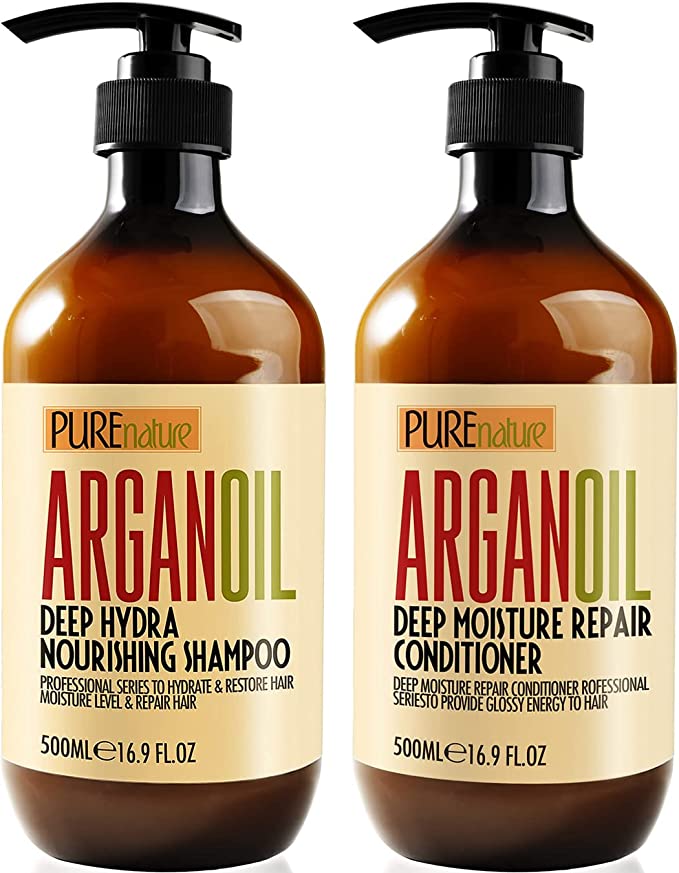 PUREnature
ARGANOIL
DEEP HYDRA
NOURISHING SHAMPOO
PROFESSIONAL SERIES TO HYDRATE & RESTORE HAIR
MOISTURE LEVEL & REPAIR HAIR
500ML℮16.9 FL.OZ
PUREnature
ARGANOIL
DEEP MOISTURE REPAIR
CONDITIONER
DEEP MOISTURE REPAIR CONDITIONER ROFESSIONAL
SERIESTO PROVIDE GLOSSY ENERGY TO HAIR
500ML℮16.9 FL.OZ